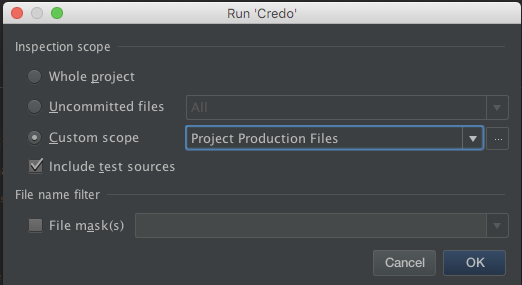 Run 'Credo'
Inspection scope
Whole project
Uncommitted files All
Custom scope Project Production Files ...
Include test sources
File name filter
File mask(s)
Cancel OK